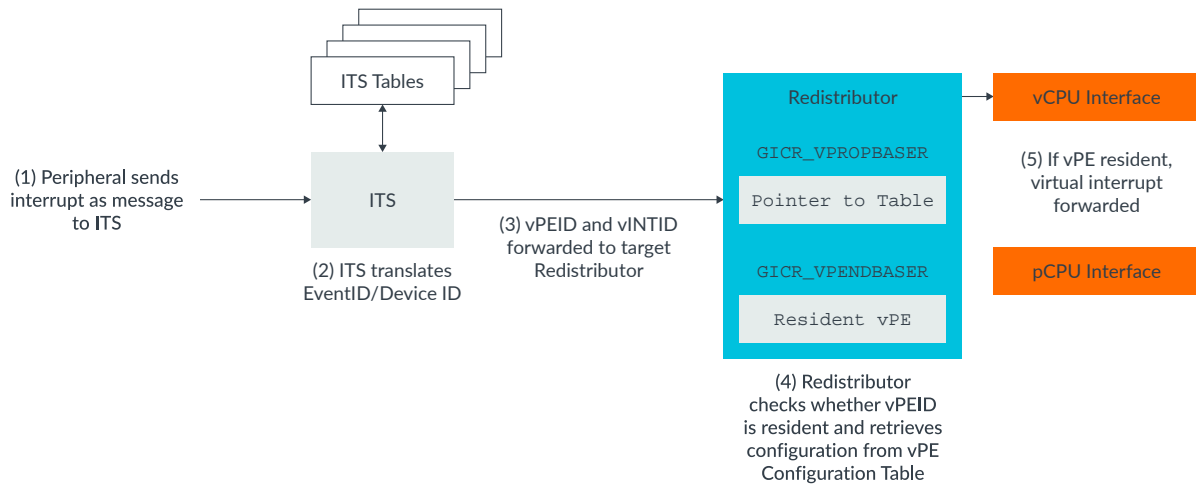 ITS Tables
(1) Peripheral sends
interrupt as message
to ITS
ITS
(2) ITS translates
EventID/Device ID
(3) vPEID and vINTID
forwarded to target
Redistributor
Redistributor
GICR_VPROPBASER
Pointer to Table
GICR_VPENDBASER
Resident vPE
(4) Redistributor
checks whether vPEID
is resident and retrieves
configuration from vPE
Configuration Table
vCPU Interface
(5) If vPE resident,
virtual interrupt
forwarded
pCPU Interface